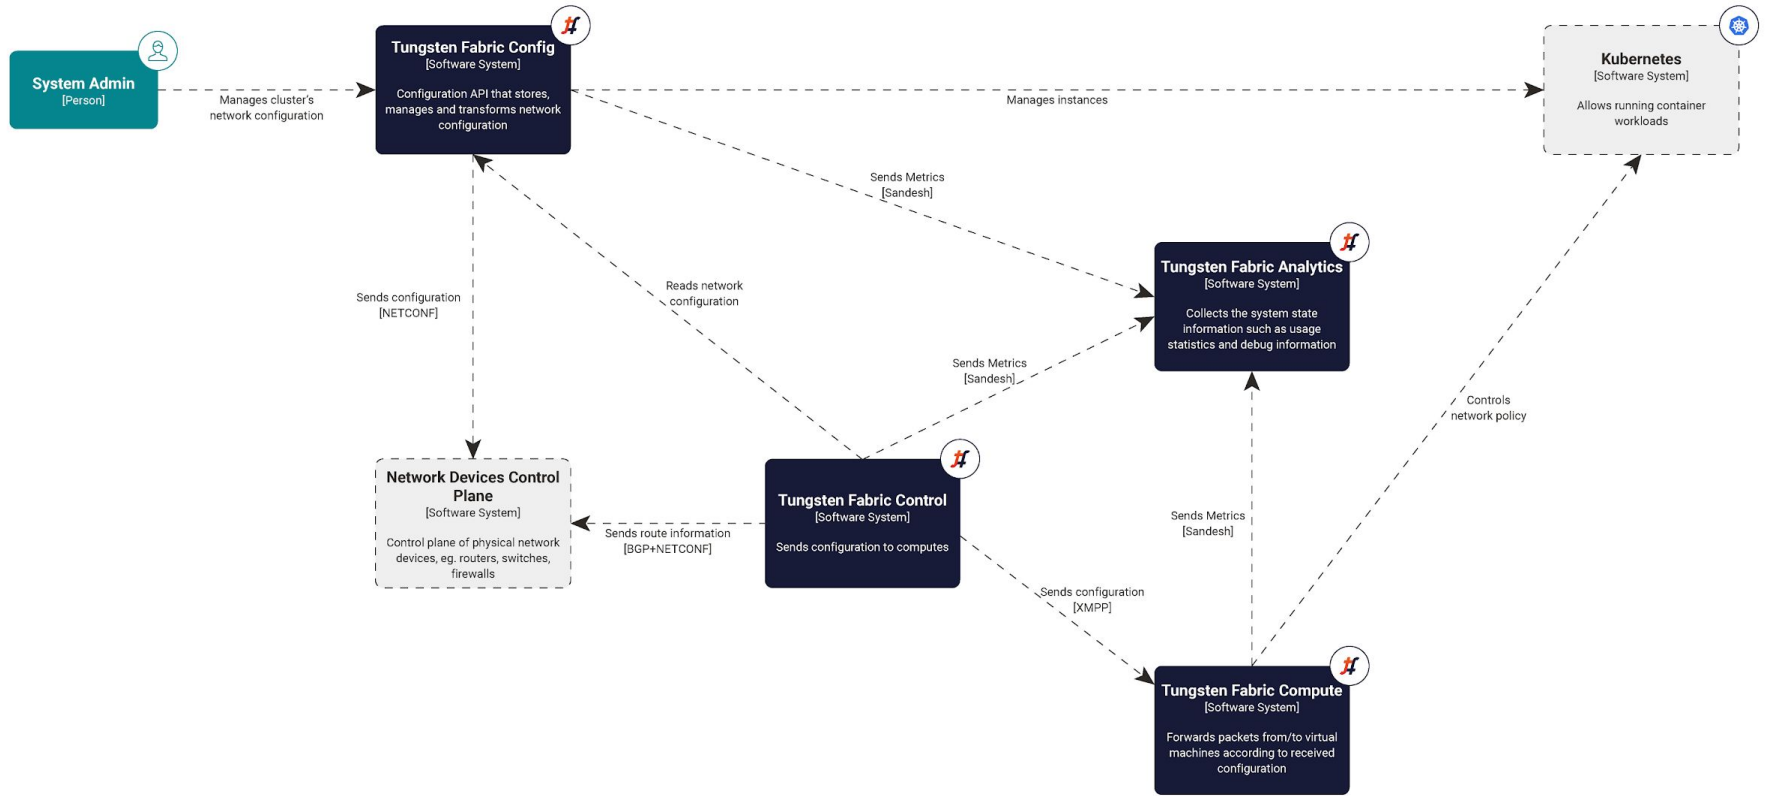 System Admin
[Person]
Manages cluster's
network configuration
Tungsten Fabric Config
[Software System]
Configuration API that stores,
manages and transforms network
configuration
Manages instances
Kubernetes
[Software System]
Allows running container
workloads
Sends Metrics
[Sandesh]
Reads network
configuration
Sends configuration
[NETCONF]
Tungsten Fabric Analytics
[Software System]
Collects the system state
information such as usage
statistics and debug information
Sends Metrics
[Sandesh]
Controls
network policy
Network Devices Control
Plane
[Software System]
Control plane of physical network
devices, eg. routers, switches,
firewalls
Sends route information
[BGP+NETCONF]
Tungsten Fabric Control
[Software System]
Sends configuration to computes
Sends Metrics
[Sandesh]
Sends configuration
[XMPP]
Tungsten Fabric Compute
[Software System]
Forwards packets from/to virtual
machines according to received
configuration